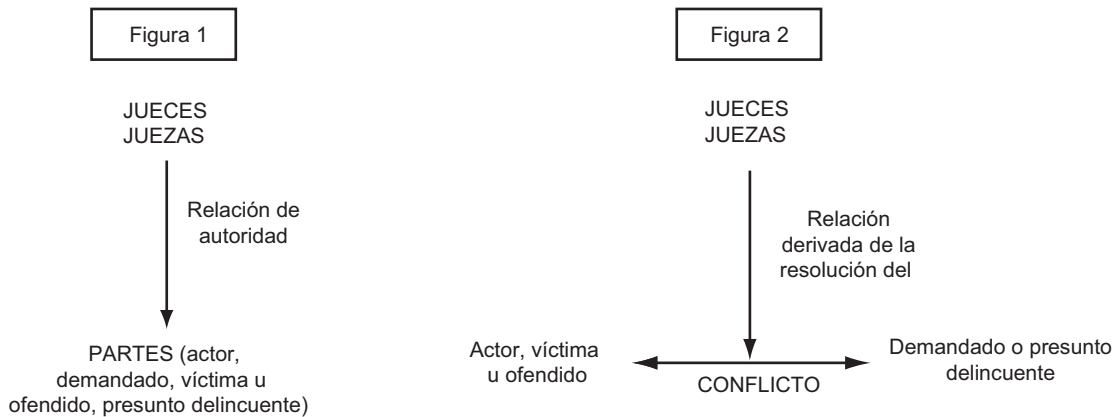 Figura 1
JUECES
JUEZAS
Relación de
autoridad
PARTES (actor,
demandado, víctima u
ofendido, presunto delincuente)
Figura 2
JUECES
JUEZAS
Relación
derivada de la
resolución del
Actor, víctima
u ofendido
CONFLICTO
Demandado o presunto
delincuente